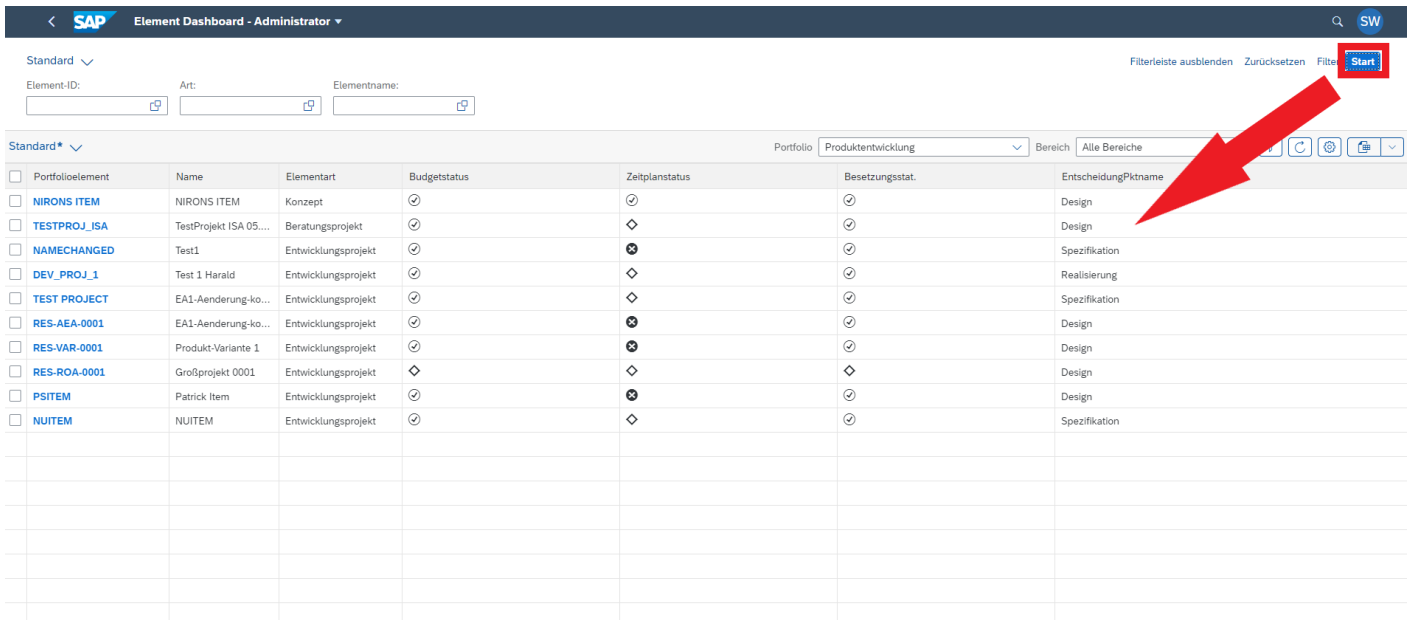 SAP Element Dashboard - Administrator SW
Standard
Filterleiste ausblenden Zurücksetzen Filter Start
Element-ID: Art: Elementname:
Standard* Portfolio Produktentwicklung Bereich Alle Bereiche
Portfolioelement Name Elementart Budgetstatus Zeitplanstatus Besetzungsstat. EntscheidungPktname
NIRONS ITEM NIRONS ITEM Konzept Design
TESTPROJ_ISA TestProjekt ISA 05.... Beratungsprojekt Design
NAMECHANGED Test1 Entwicklungsprojekt Spezifikation
DEV_PROJ_1 Test 1 Harald Entwicklungsprojekt Realisierung
TEST PROJECT EA1-Aenderung-ko... Entwicklungsprojekt Spezifikation
RES-AEA-0001 EA1-Aenderung-ko... Entwicklungsprojekt Design
RES-VAR-0001 Produkt-Variante 1 Entwicklungsprojekt Design
RES-ROA-0001 Großprojekt 0001 Entwicklungsprojekt Design
PSITEM Patrick Item Entwicklungsprojekt Design
NUITEM NUITEM Entwicklungsprojekt Spezifikation